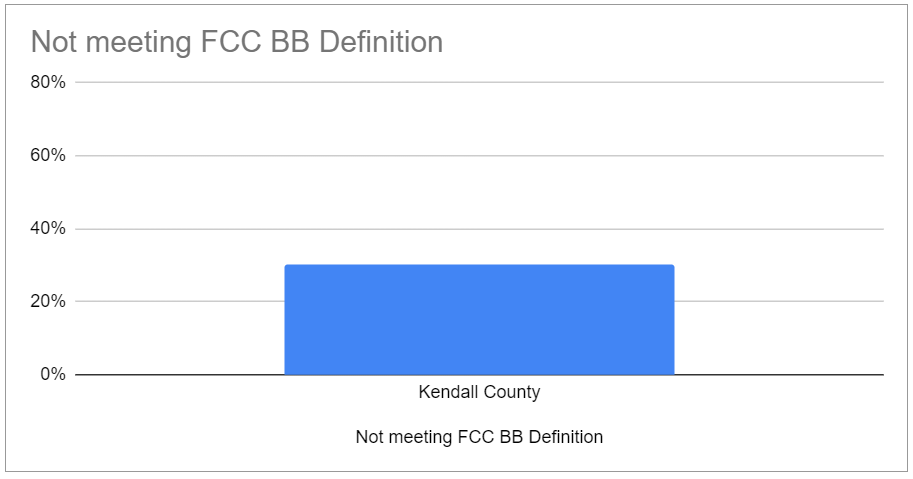 Not meeting FCC BB Definition
80%
60%
40%
20%
0%
Kendall County
Not meeting FCC BB Definition